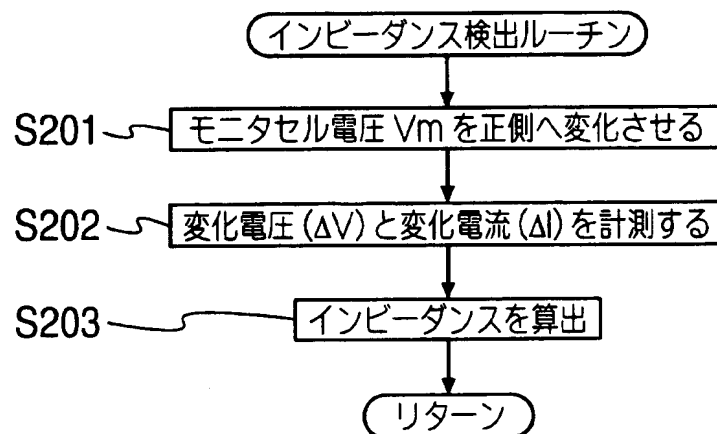 インピーダンス検出ルーチン
S201 モニタセル電圧Vmを正側へ変化させる
S202 変化電圧(ΔV)と変化電流(ΔI)を計測する
S203 インピーダンスを算出
リターン